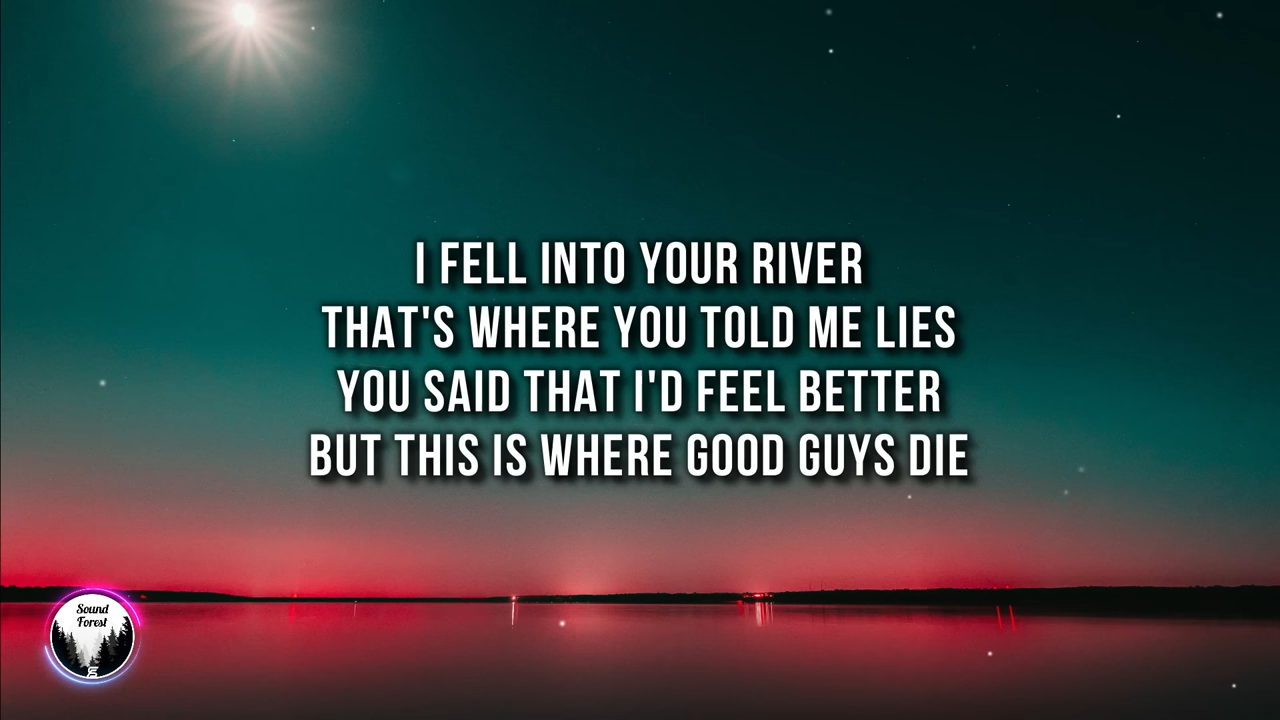 I FELL INTO YOUR RIVER
THAT'S WHERE YOU TOLD ME LIES
YOU SAID THAT I'D FEEL BETTER
BUT THIS IS WHERE GOOD GUYS DIE
Sound
Forest